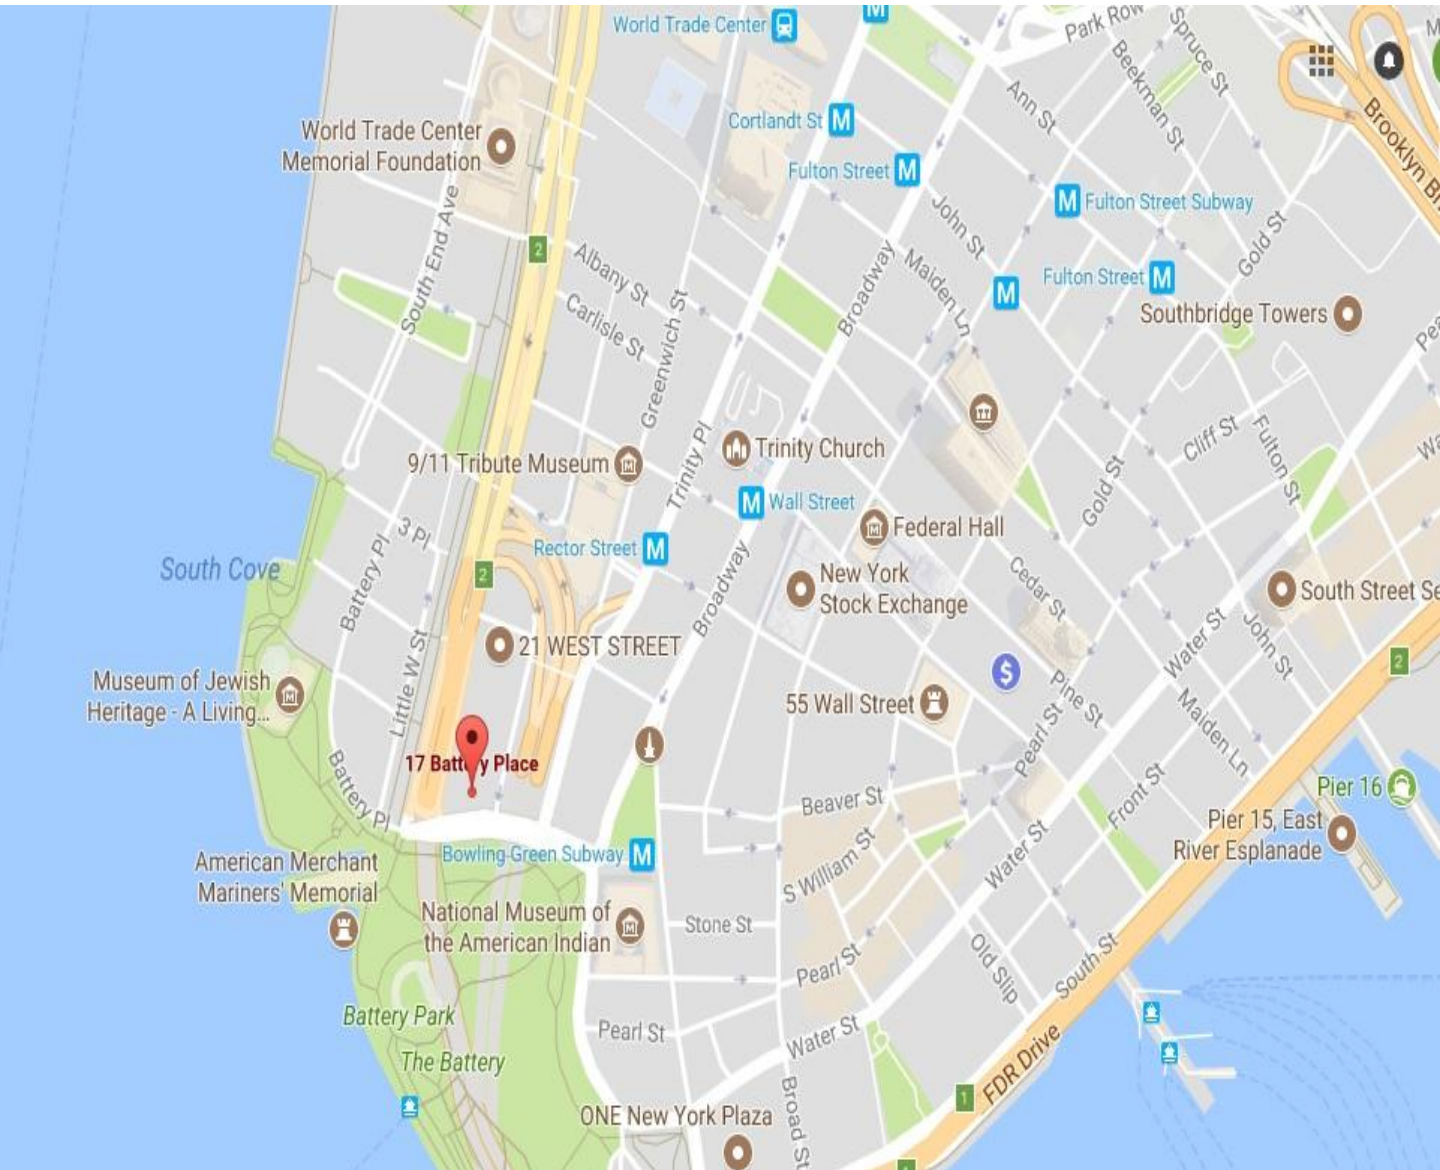 World Trade Center
M
Park Row
Spruce St
Beekman St
Ann St
Brooklyn Br
World Trade Center
Memorial Foundation
Cortlandt St M
Fulton Street M
M Fulton Street Subway
John St
South End Ave
2
Albany St
Maiden Ln
Gold St
Broadway
M
Fulton Street M
Southbridge Towers
Carlisle St
Greenwich St
Pea
9/11 Tribute Museum
Trinity Pl
Trinity Church
Cliff St
Fulton St
Wa
M Wall Street
Gold St
Federal Hall
3 Pl
Rector Street M
South Cove
Battery Pl
2
Broadway
New York
Stock Exchange
Cedar St
South Street Se
21 WEST STREET
Water St
John St
2
Museum of Jewish
Heritage - A Living...
Little W St
$
55 Wall Street
Pine St
Maiden Ln
Pearl St
17 Battery Place
Battery Pl
Beaver St
Front St
Pier 16
Pier 15, East
River Esplanade
American Merchant
Mariners' Memorial
Bowling Green Subway M
S William St
Water St
National Museum of
the American Indian
Stone St
Old Slip
South St
Pearl St
Battery Park
Pearl St
Water St
The Battery
FDR Drive
1
ONE New York Plaza
Broad St